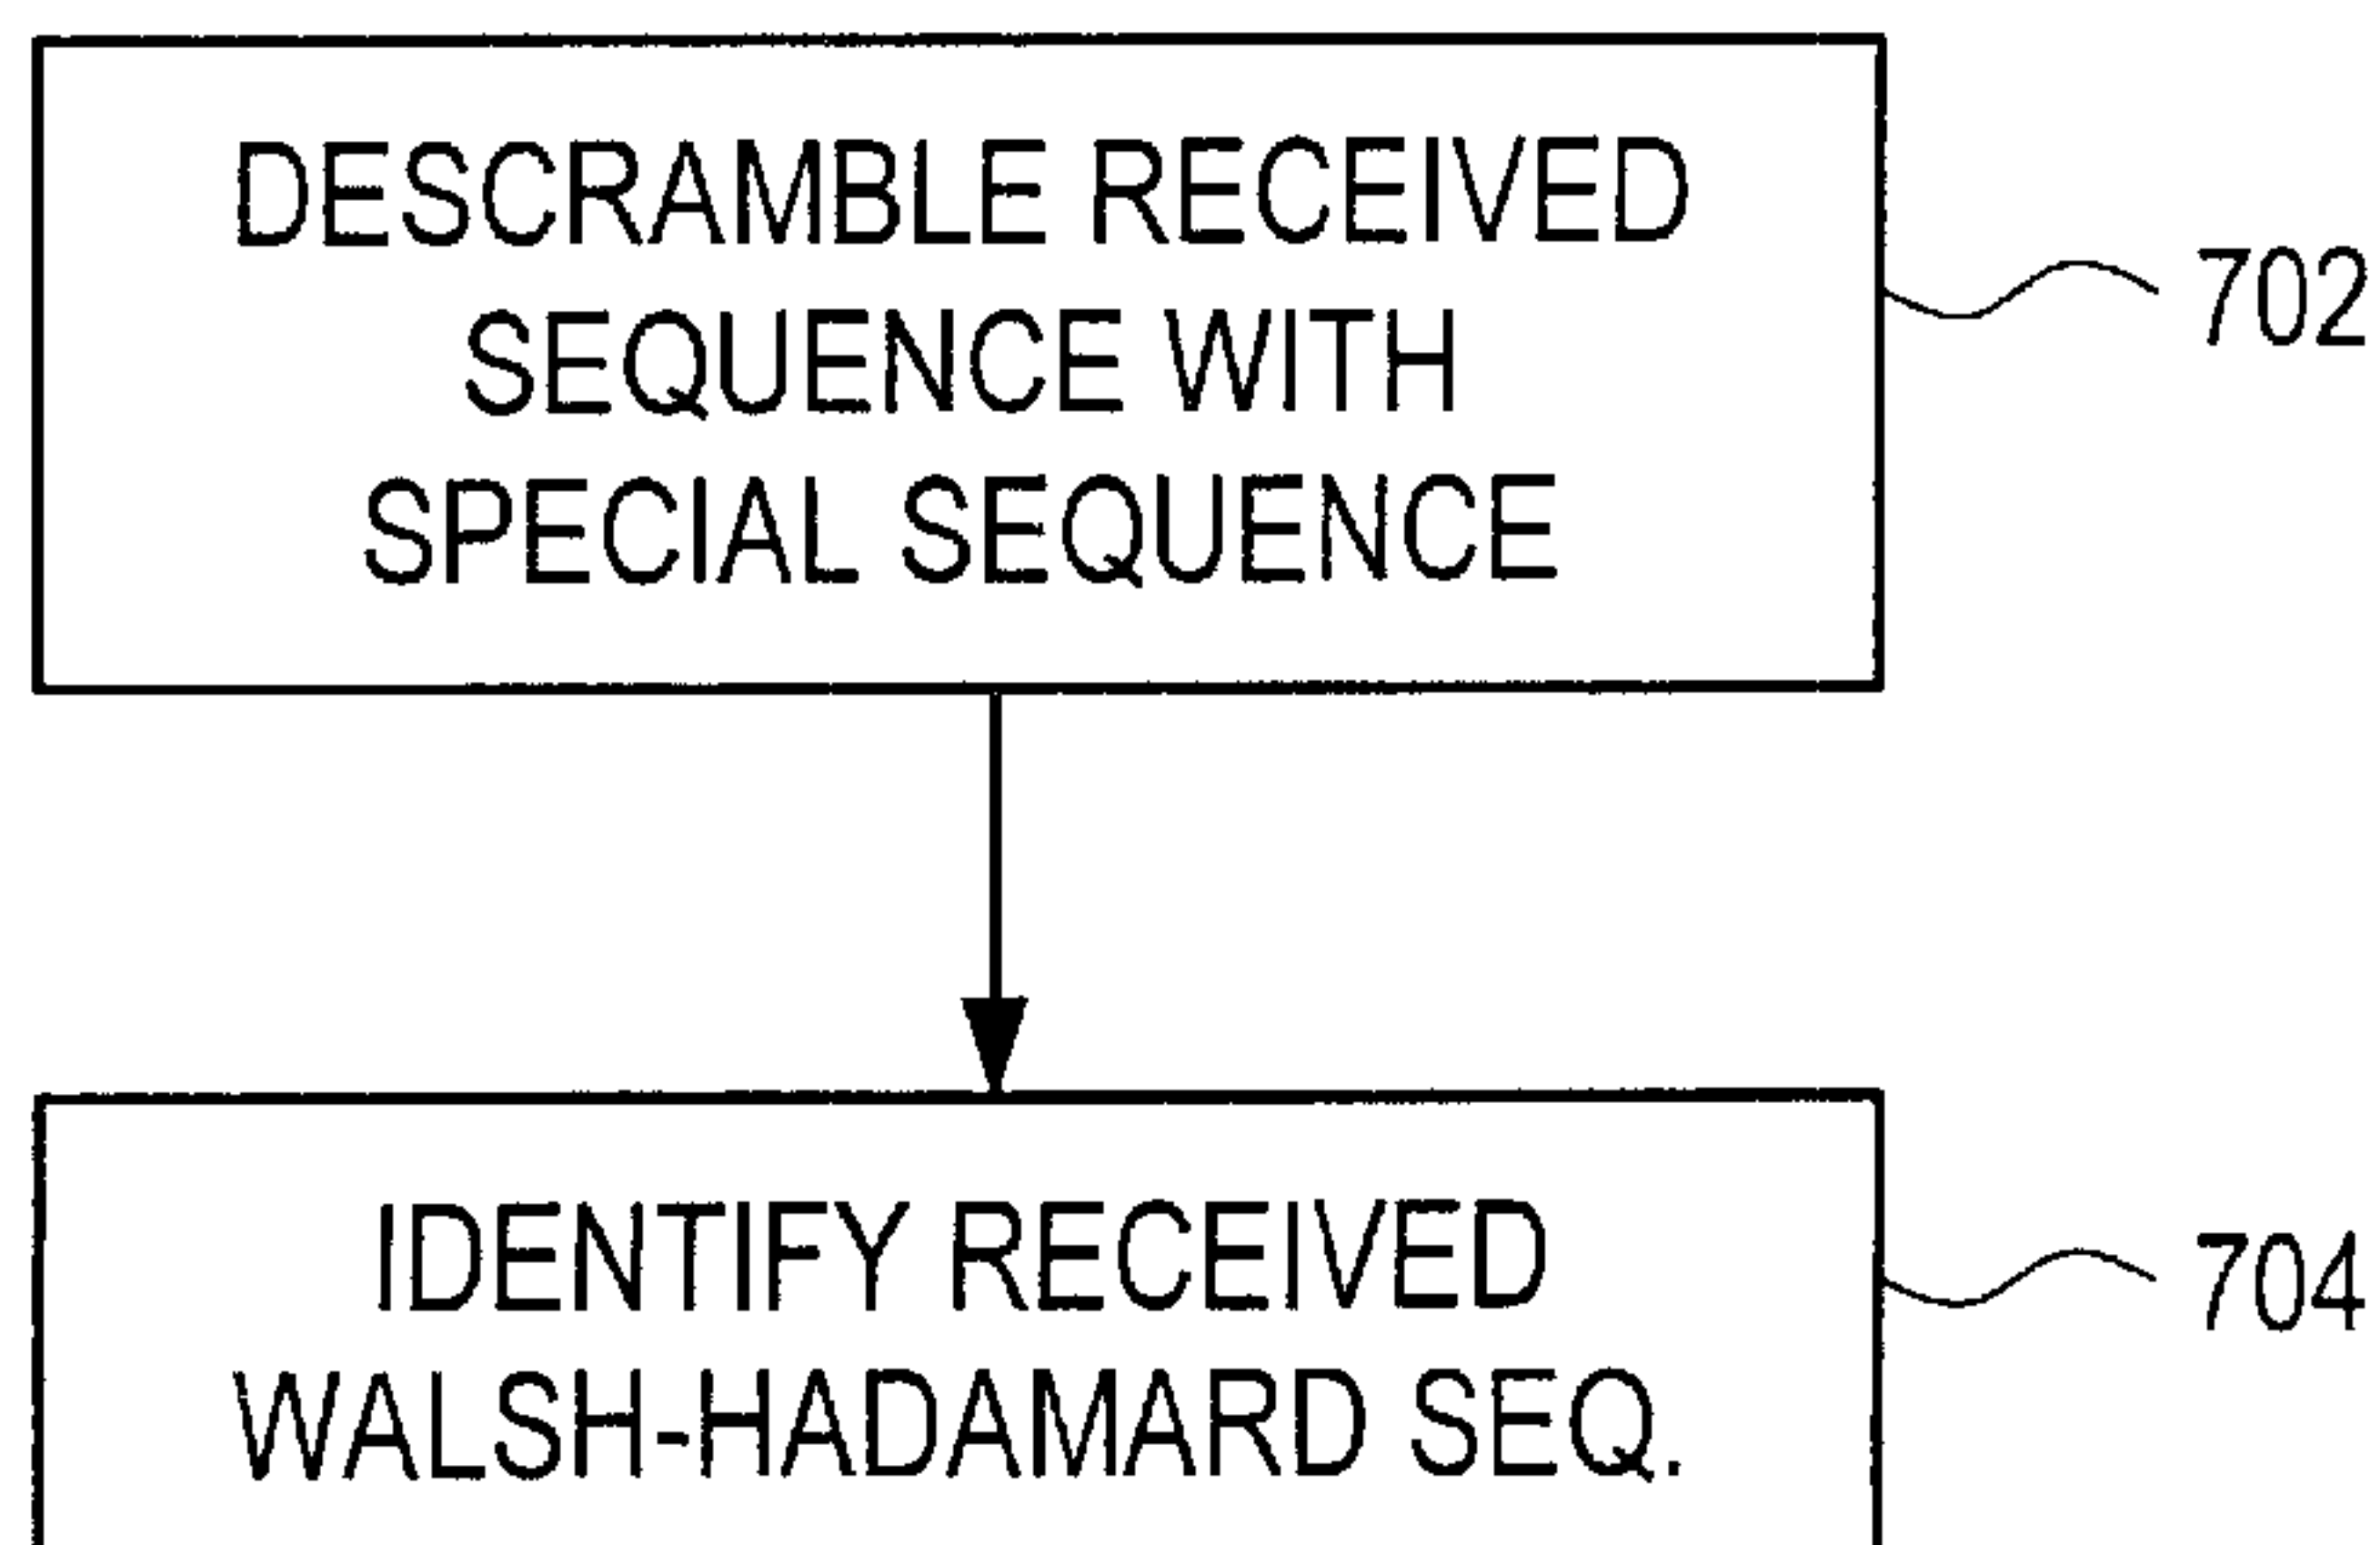 DESCRAMBLE RECEIVED
SEQUENCE WITH
SPECIAL SEQUENCE
702
IDENTIFY RECEIVED
WALSH-HADAMARD SEQ.
704